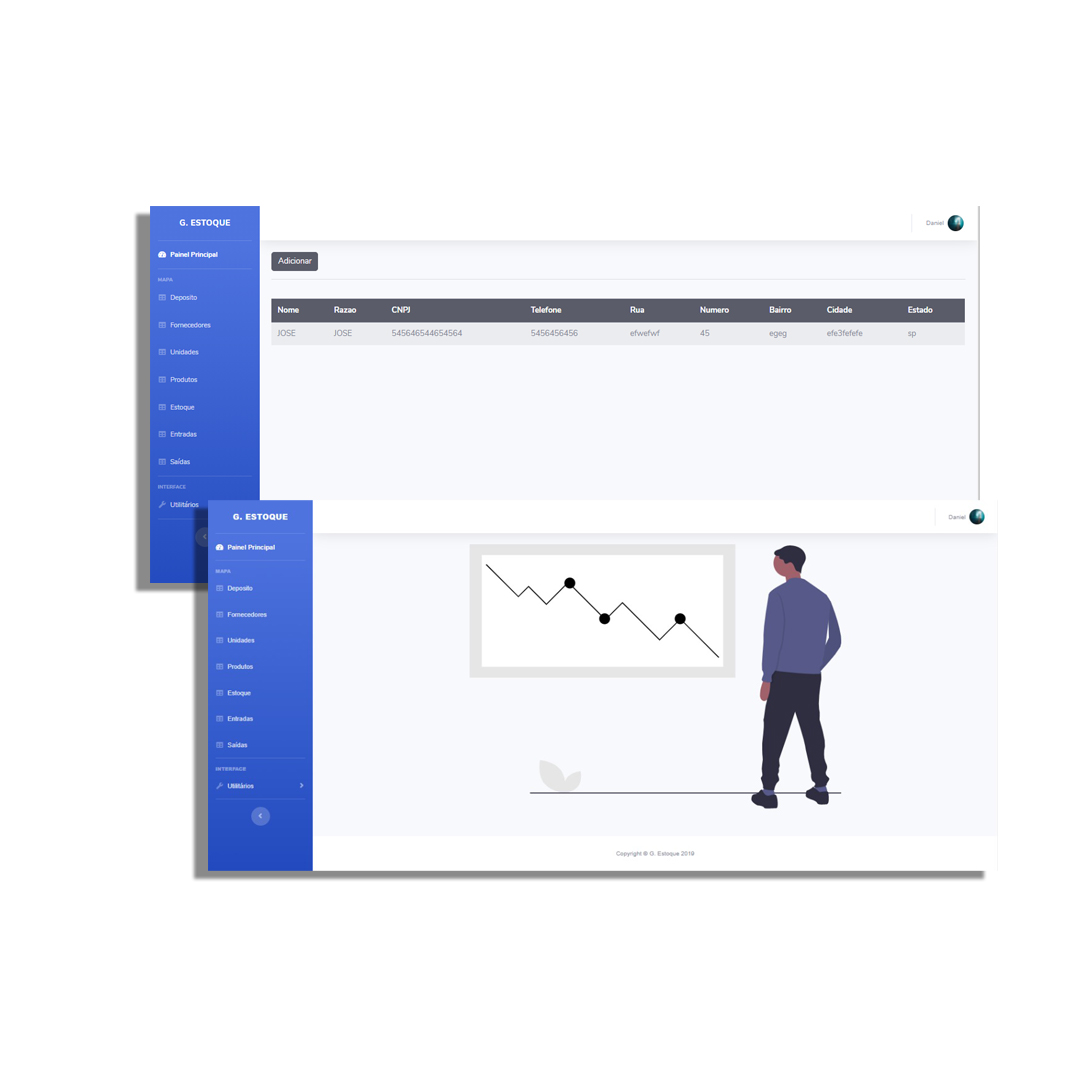 G. ESTOQUE
Daniel
Painel Principal
Adicionar
MAPA
Deposito
Nome Razao CNPJ Telefone Rua Numero Bairro Cidade Estado
Fornecedores
JOSE JOSE 545646544654564 5456456456 efwefwf 45 egeg efe3fefefe sp
Unidades
Produtos
Estoque
Entradas
Saídas
INTERFACE
Utilitários
G. ESTOQUE
Daniel
Painel Principal
MAPA
Deposito
Fornecedores
Unidades
Produtos
Estoque
Entradas
Saídas
INTERFACE
Utilitários
Copyright © G. Estoque 2019